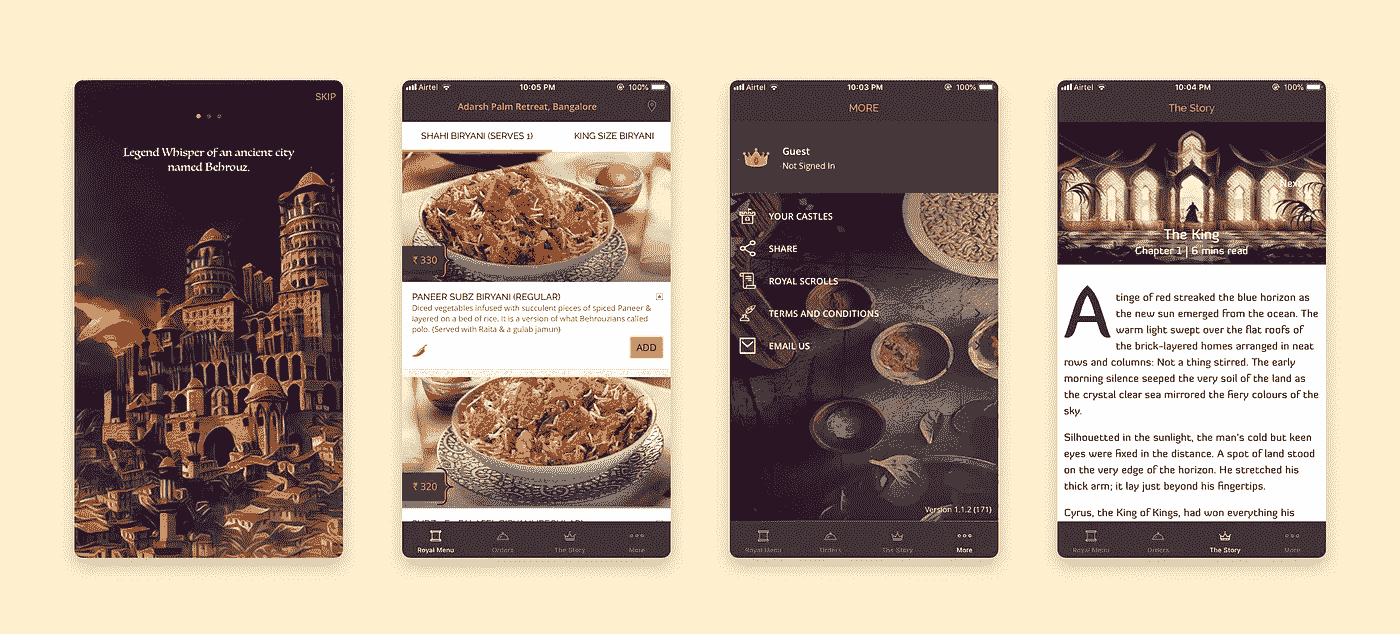 SKIP
Legend Whisper of an ancient city
named Behrouz.
Airtel 10:05 PM 100%
Adarsh Palm Retreat, Bangalore
SHAHI BIRYANI (SERVES 1) KING SIZE BIRYANI
₹ 330
PANEER SUBZ BIRYANI (REGULAR)
Diced vegetables infused with succulent pieces of spiced Paneer &
layered on a bed of rice. It is a version of what Behrouzians called
polo. (Served with Raita & a gulab jamun)
ADD
₹ 320
Royal Menu Orders The Story More
Airtel 10:03 PM 100%
MORE
Guest
Not Signed In
YOUR CASTLES
SHARE
ROYAL SCROLLS
TERMS AND CONDITIONS
EMAIL US
Version 1.1.2 (171)
Royal Menu Orders The Story More
Airtel 10:04 PM 100%
The Story
Next
The King
Chapter 1 | 6 mins read
A tinge of red streaked the blue horizon as
the new sun emerged from the ocean. The
warm light swept over the flat roofs of
the brick-layered homes arranged in neat
rows and columns: Not a thing stirred. The early
morning silence seeped the very soil of the land as
the crystal clear sea mirrored the fiery colours of the
sky.
Silhouetted in the sunlight, the man's cold but keen
eyes were fixed in the distance. A spot of land stood
on the very edge of the horizon. He stretched his
thick arm; it lay just beyond his fingertips.
Cyrus, the King of Kings, had won everything his
Royal Menu Orders The Story More